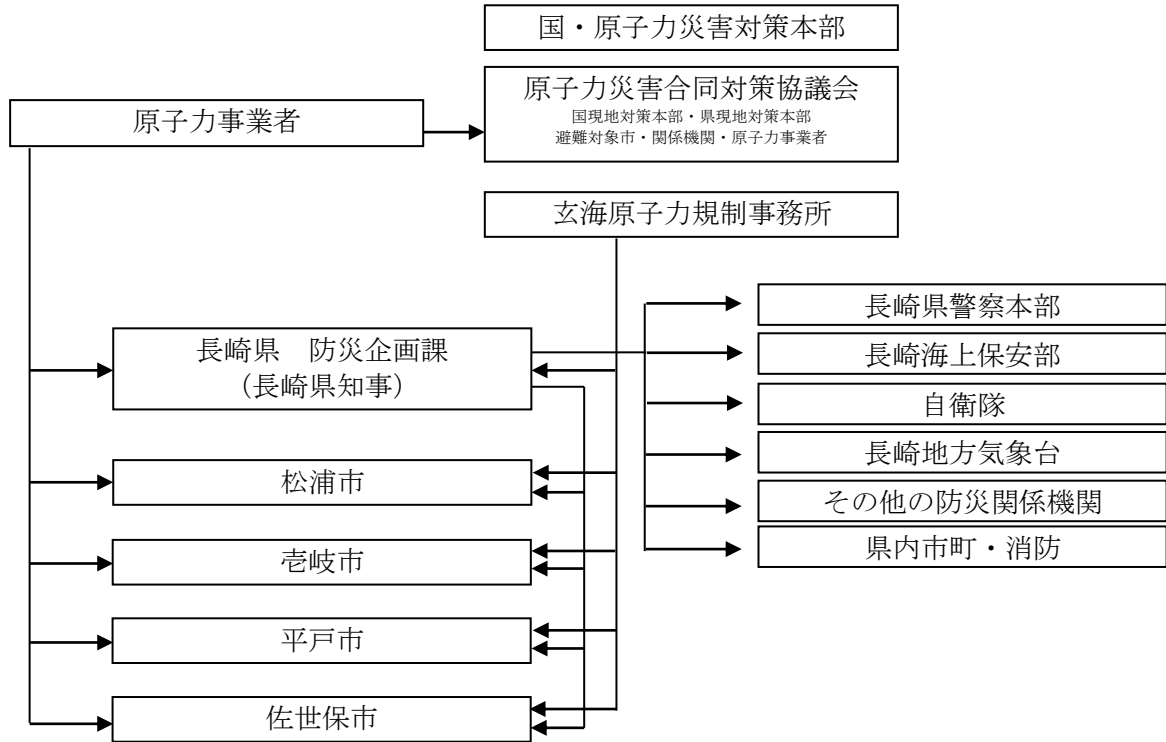 国・原子力災害対策本部
原子力災害合同対策協議会
国現地対策本部・県現地対策本部
避難対象市・関係機関・原子力事業者
原子力事業者
玄海原子力規制事務所
長崎県　防災企画課
（長崎県知事）
松浦市
壱岐市
平戸市
佐世保市
長崎県警察本部
長崎海上保安部
自衛隊
長崎地方気象台
その他の防災関係機関
県内市町・消防